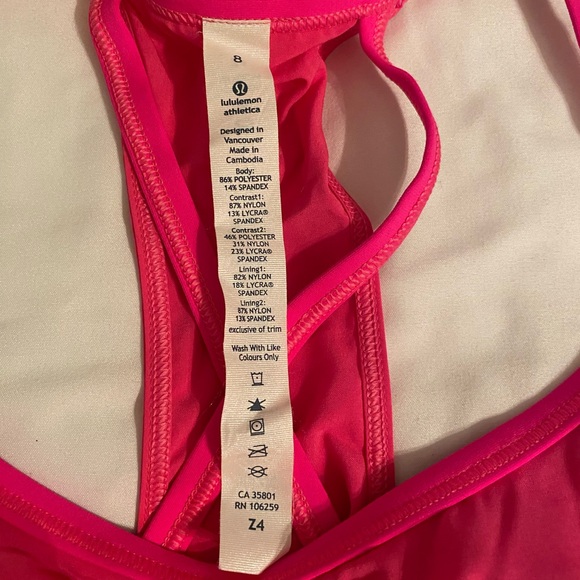 8
lululemon
athletica
Designed in
Vancouver
Made in
Cambodia
Body:
86% POLYESTER
14% SPANDEX
Contrast1:
87% NYLON
13% LYCRA®
SPANDEX
Contrast2:
46% POLYESTER
31% NYLON
23% LYCRA®
SPANDEX
Lining1:
82% NYLON
18% LYCRA®
SPANDEX
Lining2:
87% NYLON
13% SPANDEX
exclusive of trim
Wash With Like
Colours Only
CA 35801
RN 106259
Z4